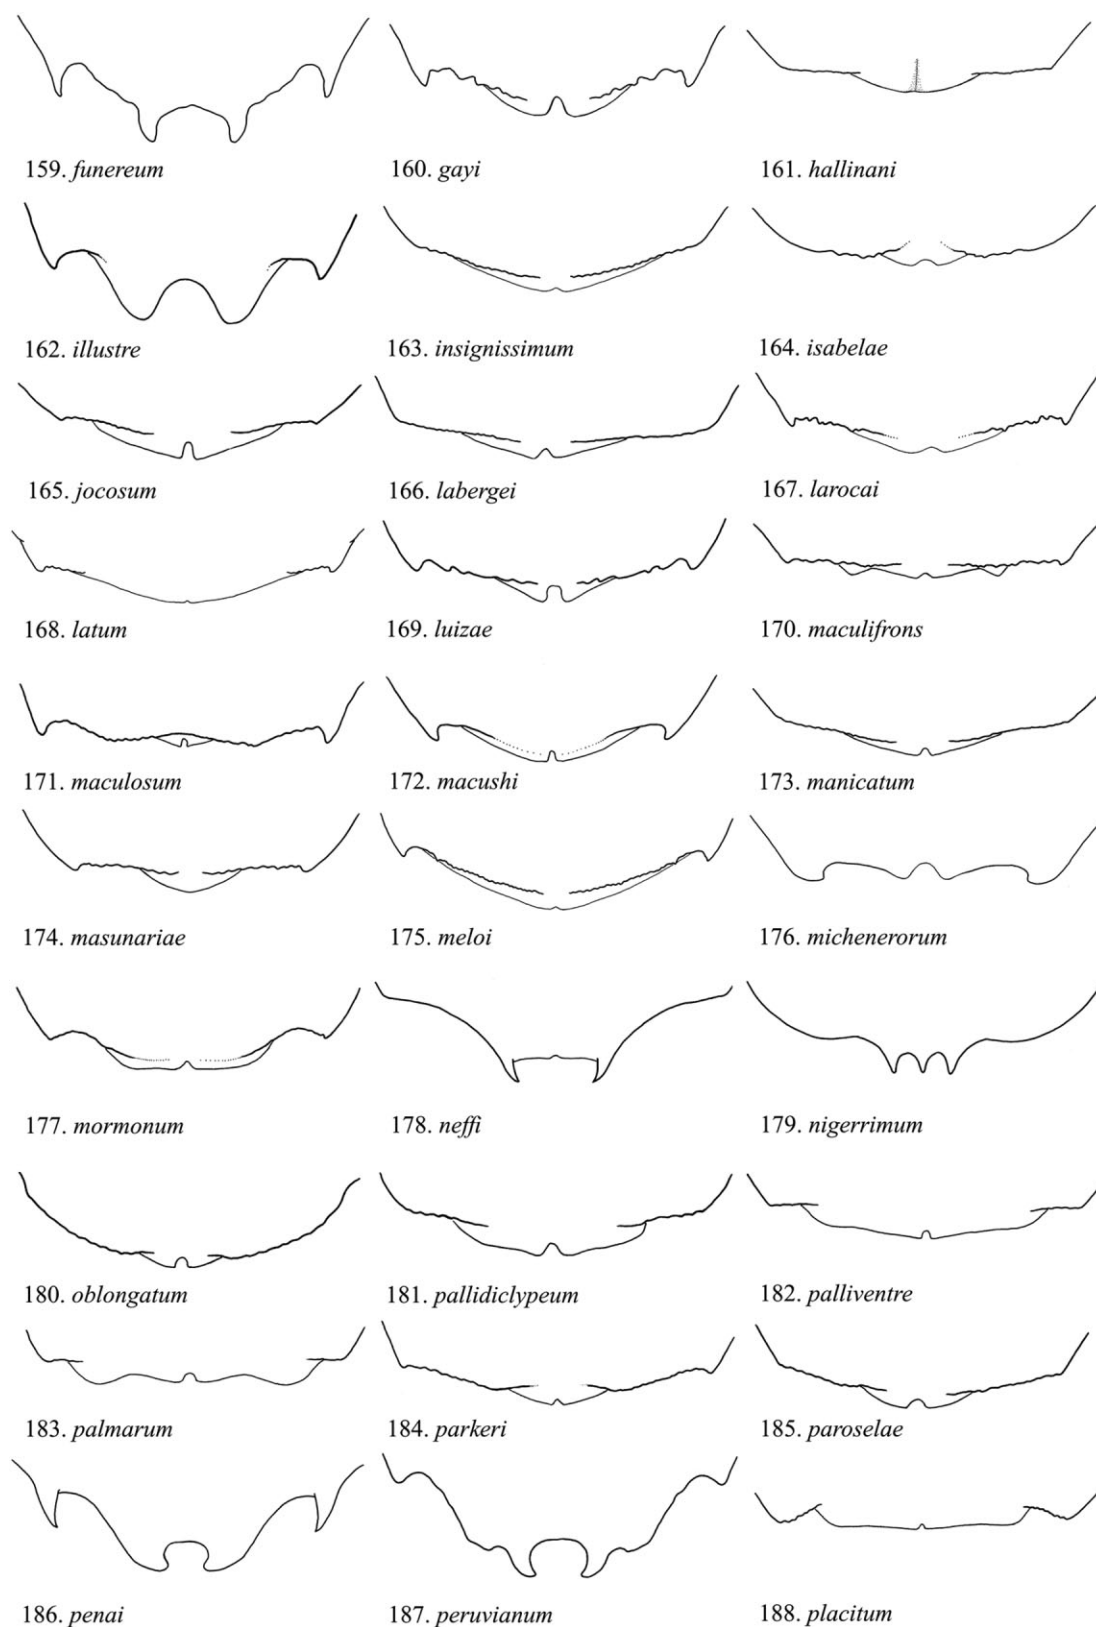 159. funereum 160. gayi 161. hallinani
162. illustre 163. insignissimum 164. isabelae
165. jocosum 166. labergei 167. larocai
168. latum 169. luizae 170. maculifrons
171. maculosum 172. macushi 173. manicatum
174. masunariae 175. meloi 176. michenerorum
177. mormonum 178. neffi 179. nigerrimum
180. oblongatum 181. pallidiclypeum 182. palliventre
183. palmarum 184. parkeri 185. paroselae
186. penai 187. peruvianum 188. placitum